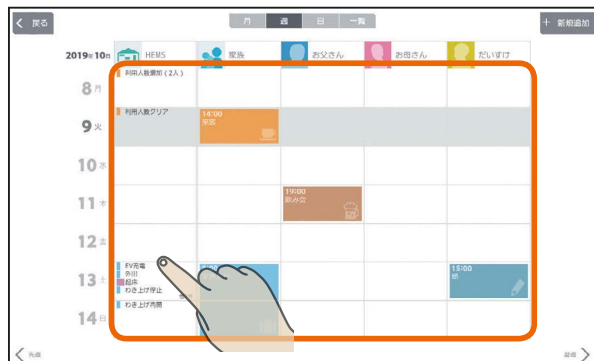 戻る
月
週
日
一覧
新規追加
2019年10月
HEMS
家族
お父さん
お母さん
だいすけ
8月
利用人数増加(2人)
9火
利用人数クリア
14:00
来客
10水
11木
19:00
飲み会
12土
13土
EV充電
外出
起床
わき上げ停止
15:00
塾
14日
わき上げ再開
先週
翌週